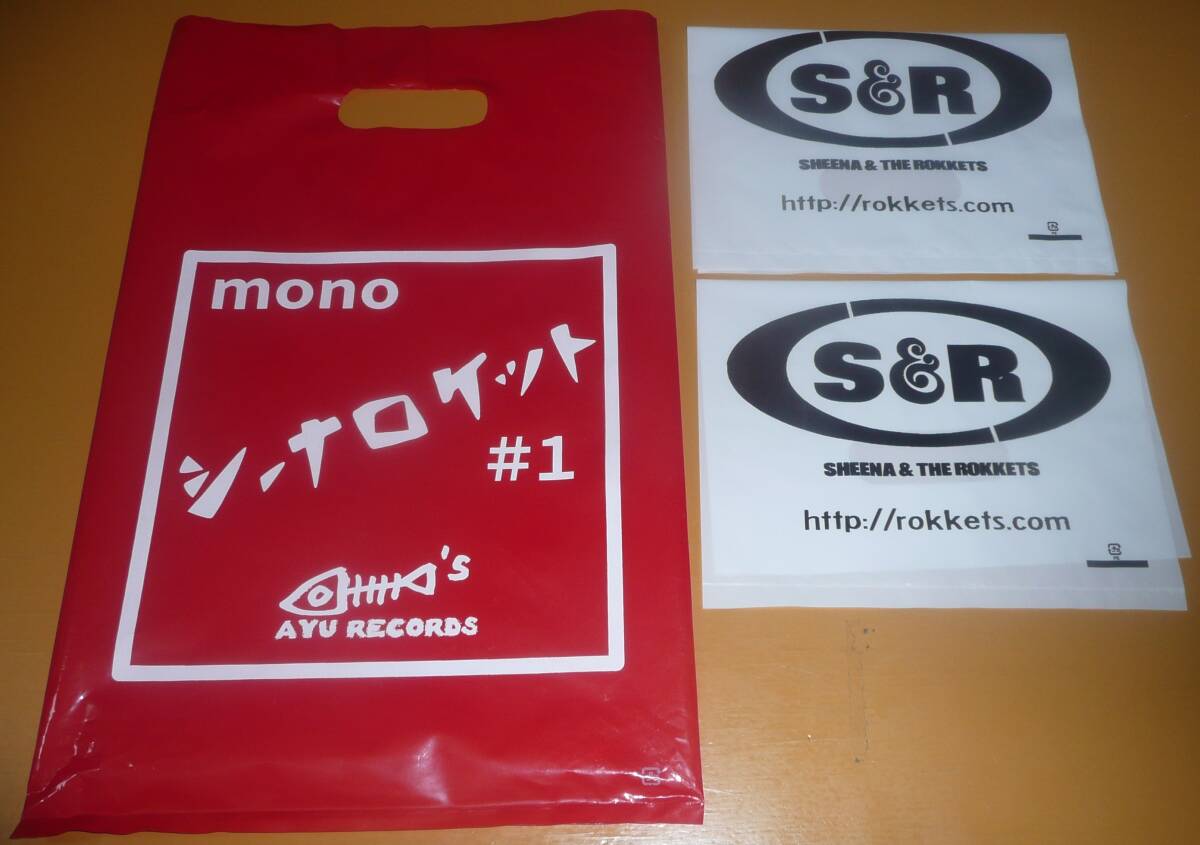 mono
シーナロケット
#1
's
AYU RECORDS
S&R
SHEENA & THE ROKKETS
http://rokkets.com
S&R
SHEENA & THE ROKKETS
http://rokkets.com